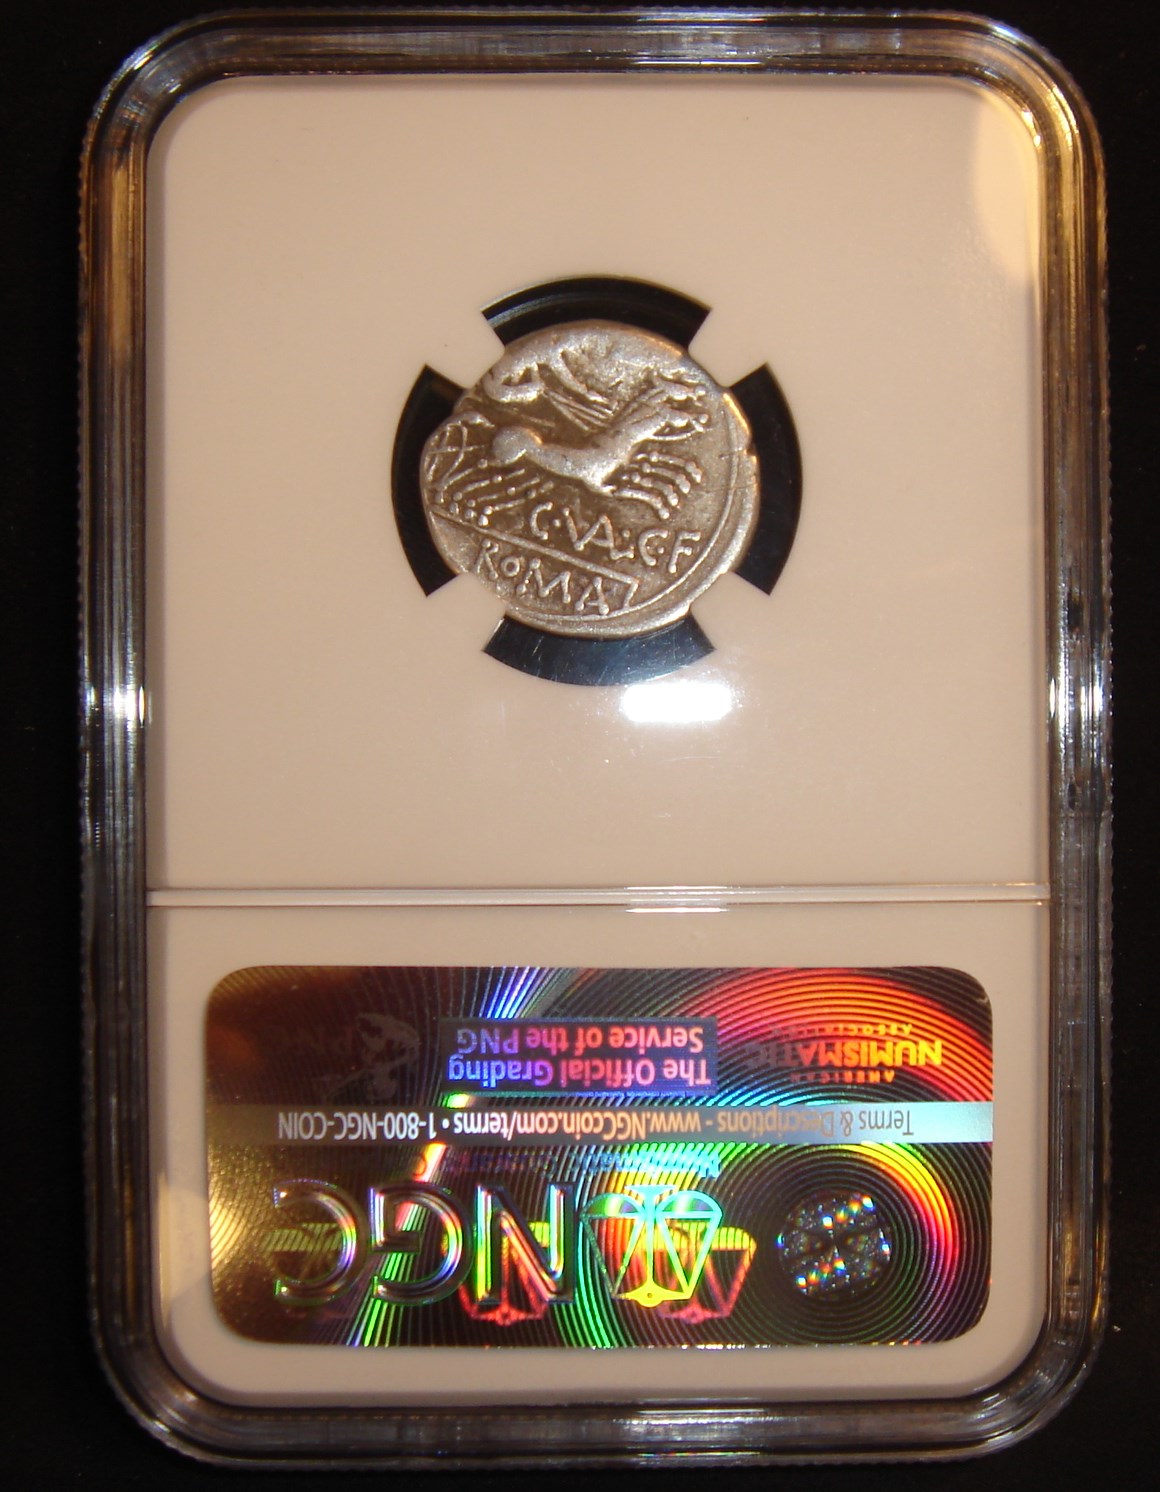 C·VAL·C·F
ROMA
AMERICAN
NUMISMATIC
ASSOCIATION
The Official Grading
Service of the PNG
Terms & Descriptions - www.NGCcoin.com/terms • 1-800-NGC-COIN
NGC